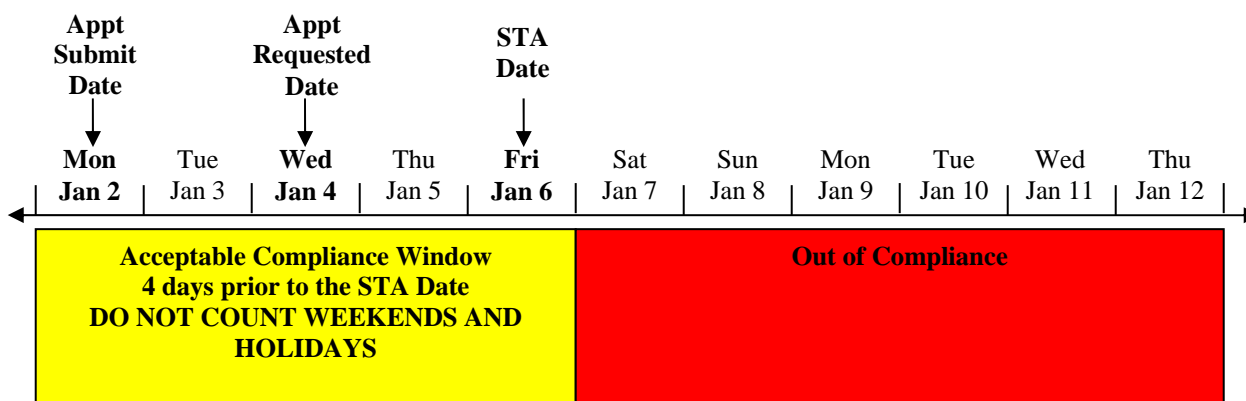 Appt
Submit
Date
Appt
Requested
Date
STA
Date
Mon
Jan 2
Tue
Jan 3
Wed
Jan 4
Thu
Jan 5
Fri
Jan 6
Sat
Jan 7
Sun
Jan 8
Mon
Jan 9
Tue
Jan 10
Wed
Jan 11
Thu
Jan 12
Acceptable Compliance Window
4 days prior to the STA Date
DO NOT COUNT WEEKENDS AND
HOLIDAYS
Out of Compliance